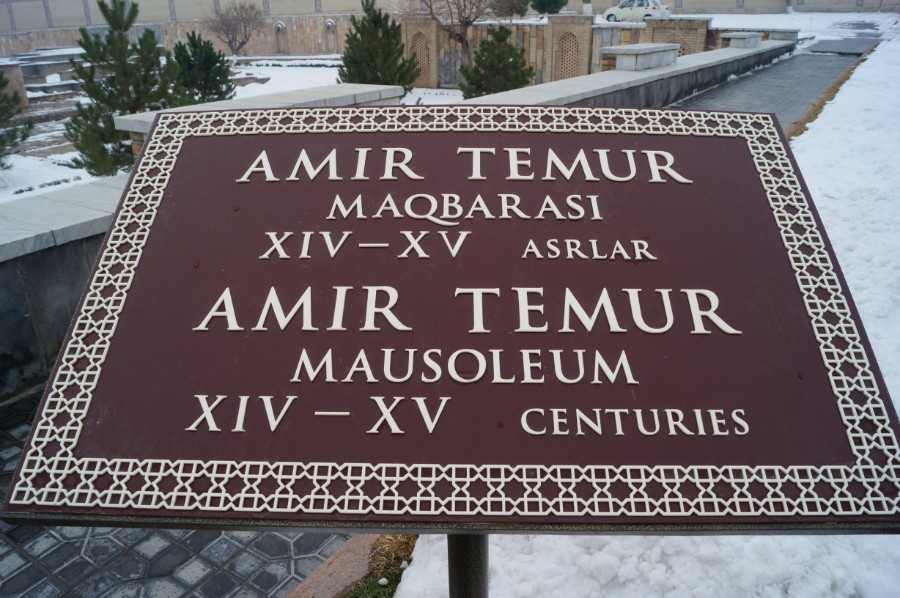 AMIR TEMUR
MAQBARASI
XIV – XV ASRLAR
AMIR TEMUR
MAUSOLEUM
XIV – XV CENTURIES